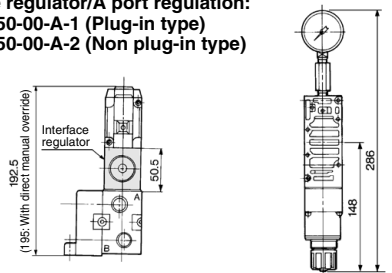 regulator/A port regulation:
50-00-A-1 (Plug-in type)
50-00-A-2 (Non plug-in type)
Interface
regulator
192.5
(195: With direct manual override)
50.5
A
B
148
286